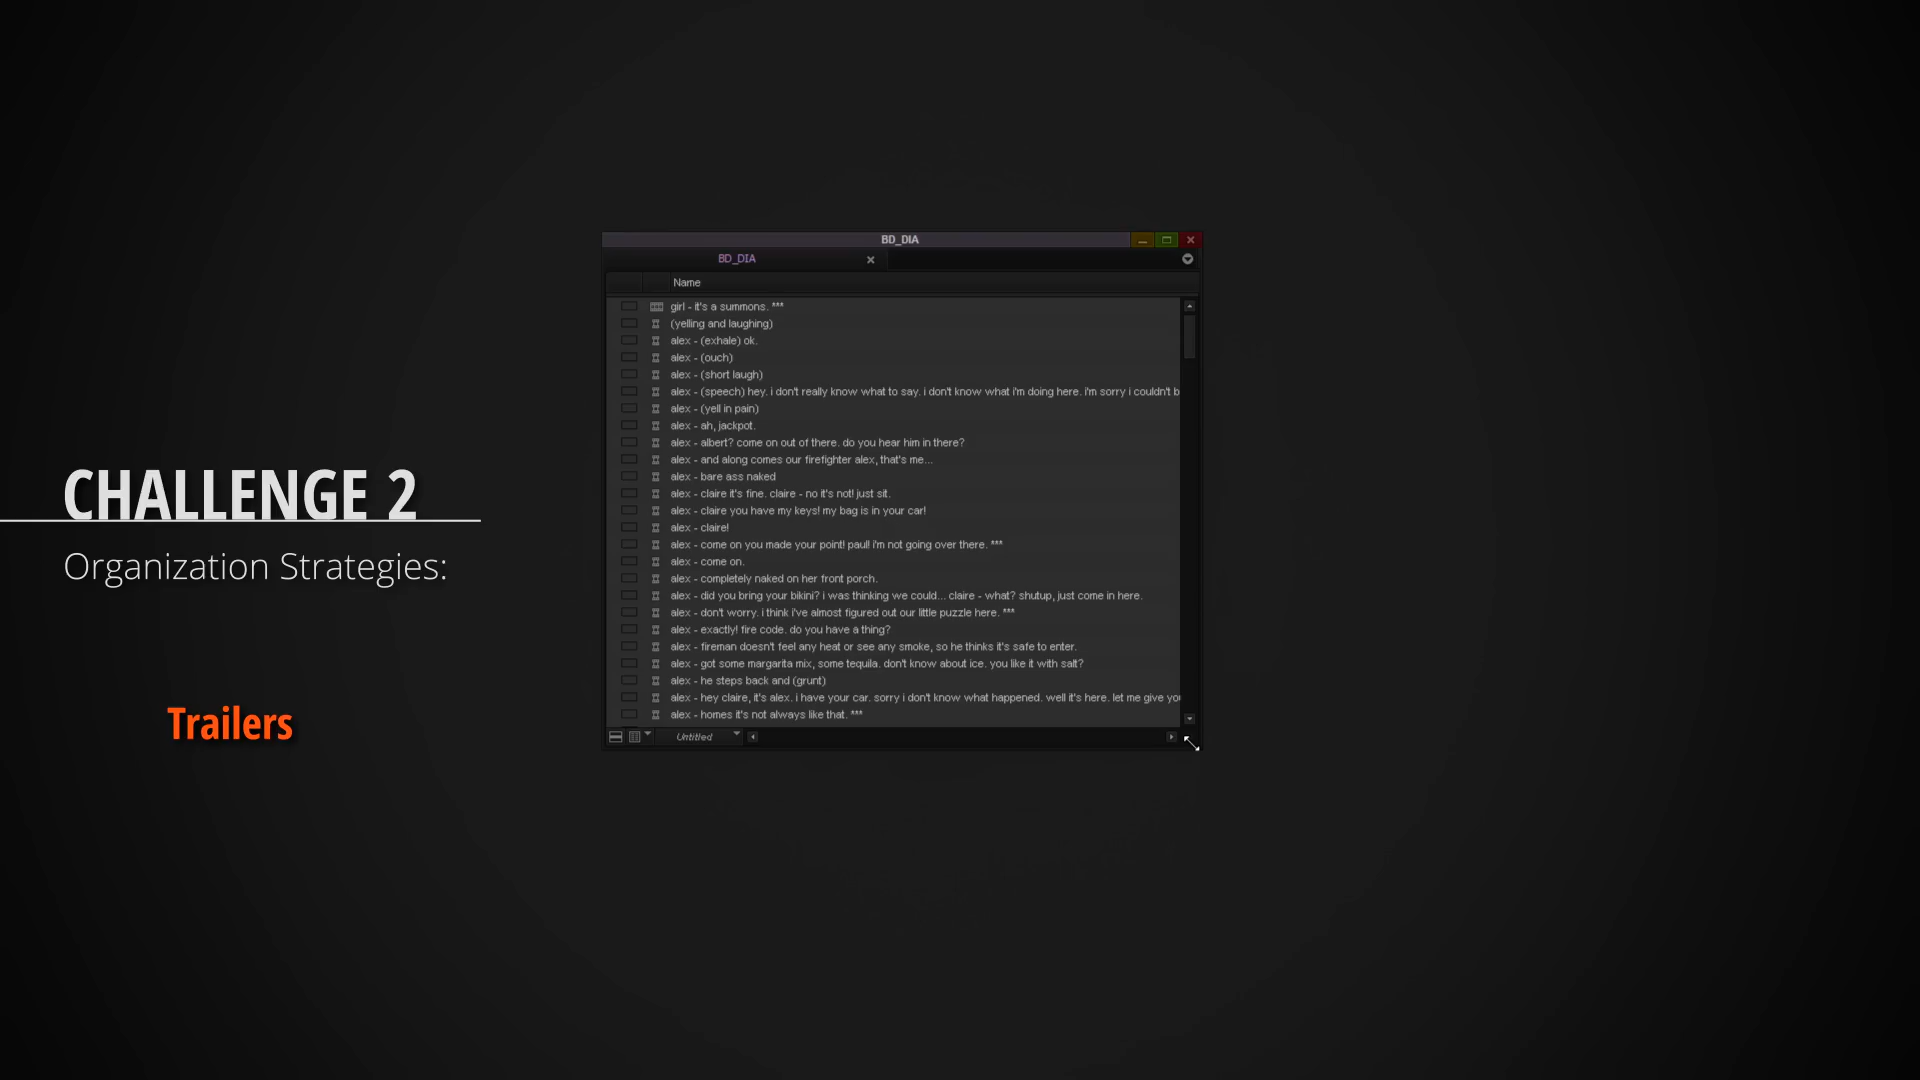 CHALLENGE 2
Organization Strategies:
Trailers
BD_DIA
BD_DIA
Name
girl - it's a summons. ***
(yelling and laughing)
alex - (exhale) ok.
alex - (ouch)
alex - (short laugh)
alex - (speech) hey. i don't really know what to say. i don't know what i'm doing here. i'm sorry i couldn't b
alex - (yell in pain)
alex - ah, jackpot.
alex - albert? come on out of there. do you hear him in there?
alex - and along comes our firefighter alex, that's me...
alex - bare ass naked
alex - claire it's fine. claire - no it's not! just sit.
alex - claire you have my keys! my bag is in your car!
alex - claire!
alex - come on you made your point! paul! i'm not going over there. ***
alex - come on.
alex - completely naked on her front porch.
alex - did you bring your bikini? i was thinking we could... claire - what? shutup, just come in here.
alex - don't worry. i think i've almost figured out our little puzzle here. ***
alex - exactly! fire code. do you have a thing?
alex - fireman doesn't feel any heat or see any smoke, so he thinks it's safe to enter.
alex - got some margarita mix, some tequila. don't know about ice. you like it with salt?
alex - he steps back and (grunt)
alex - hey claire, it's alex. i have your car. sorry i don't know what happened. well it's here. let me give you
alex - homes it's not always like that. ***
Untitled